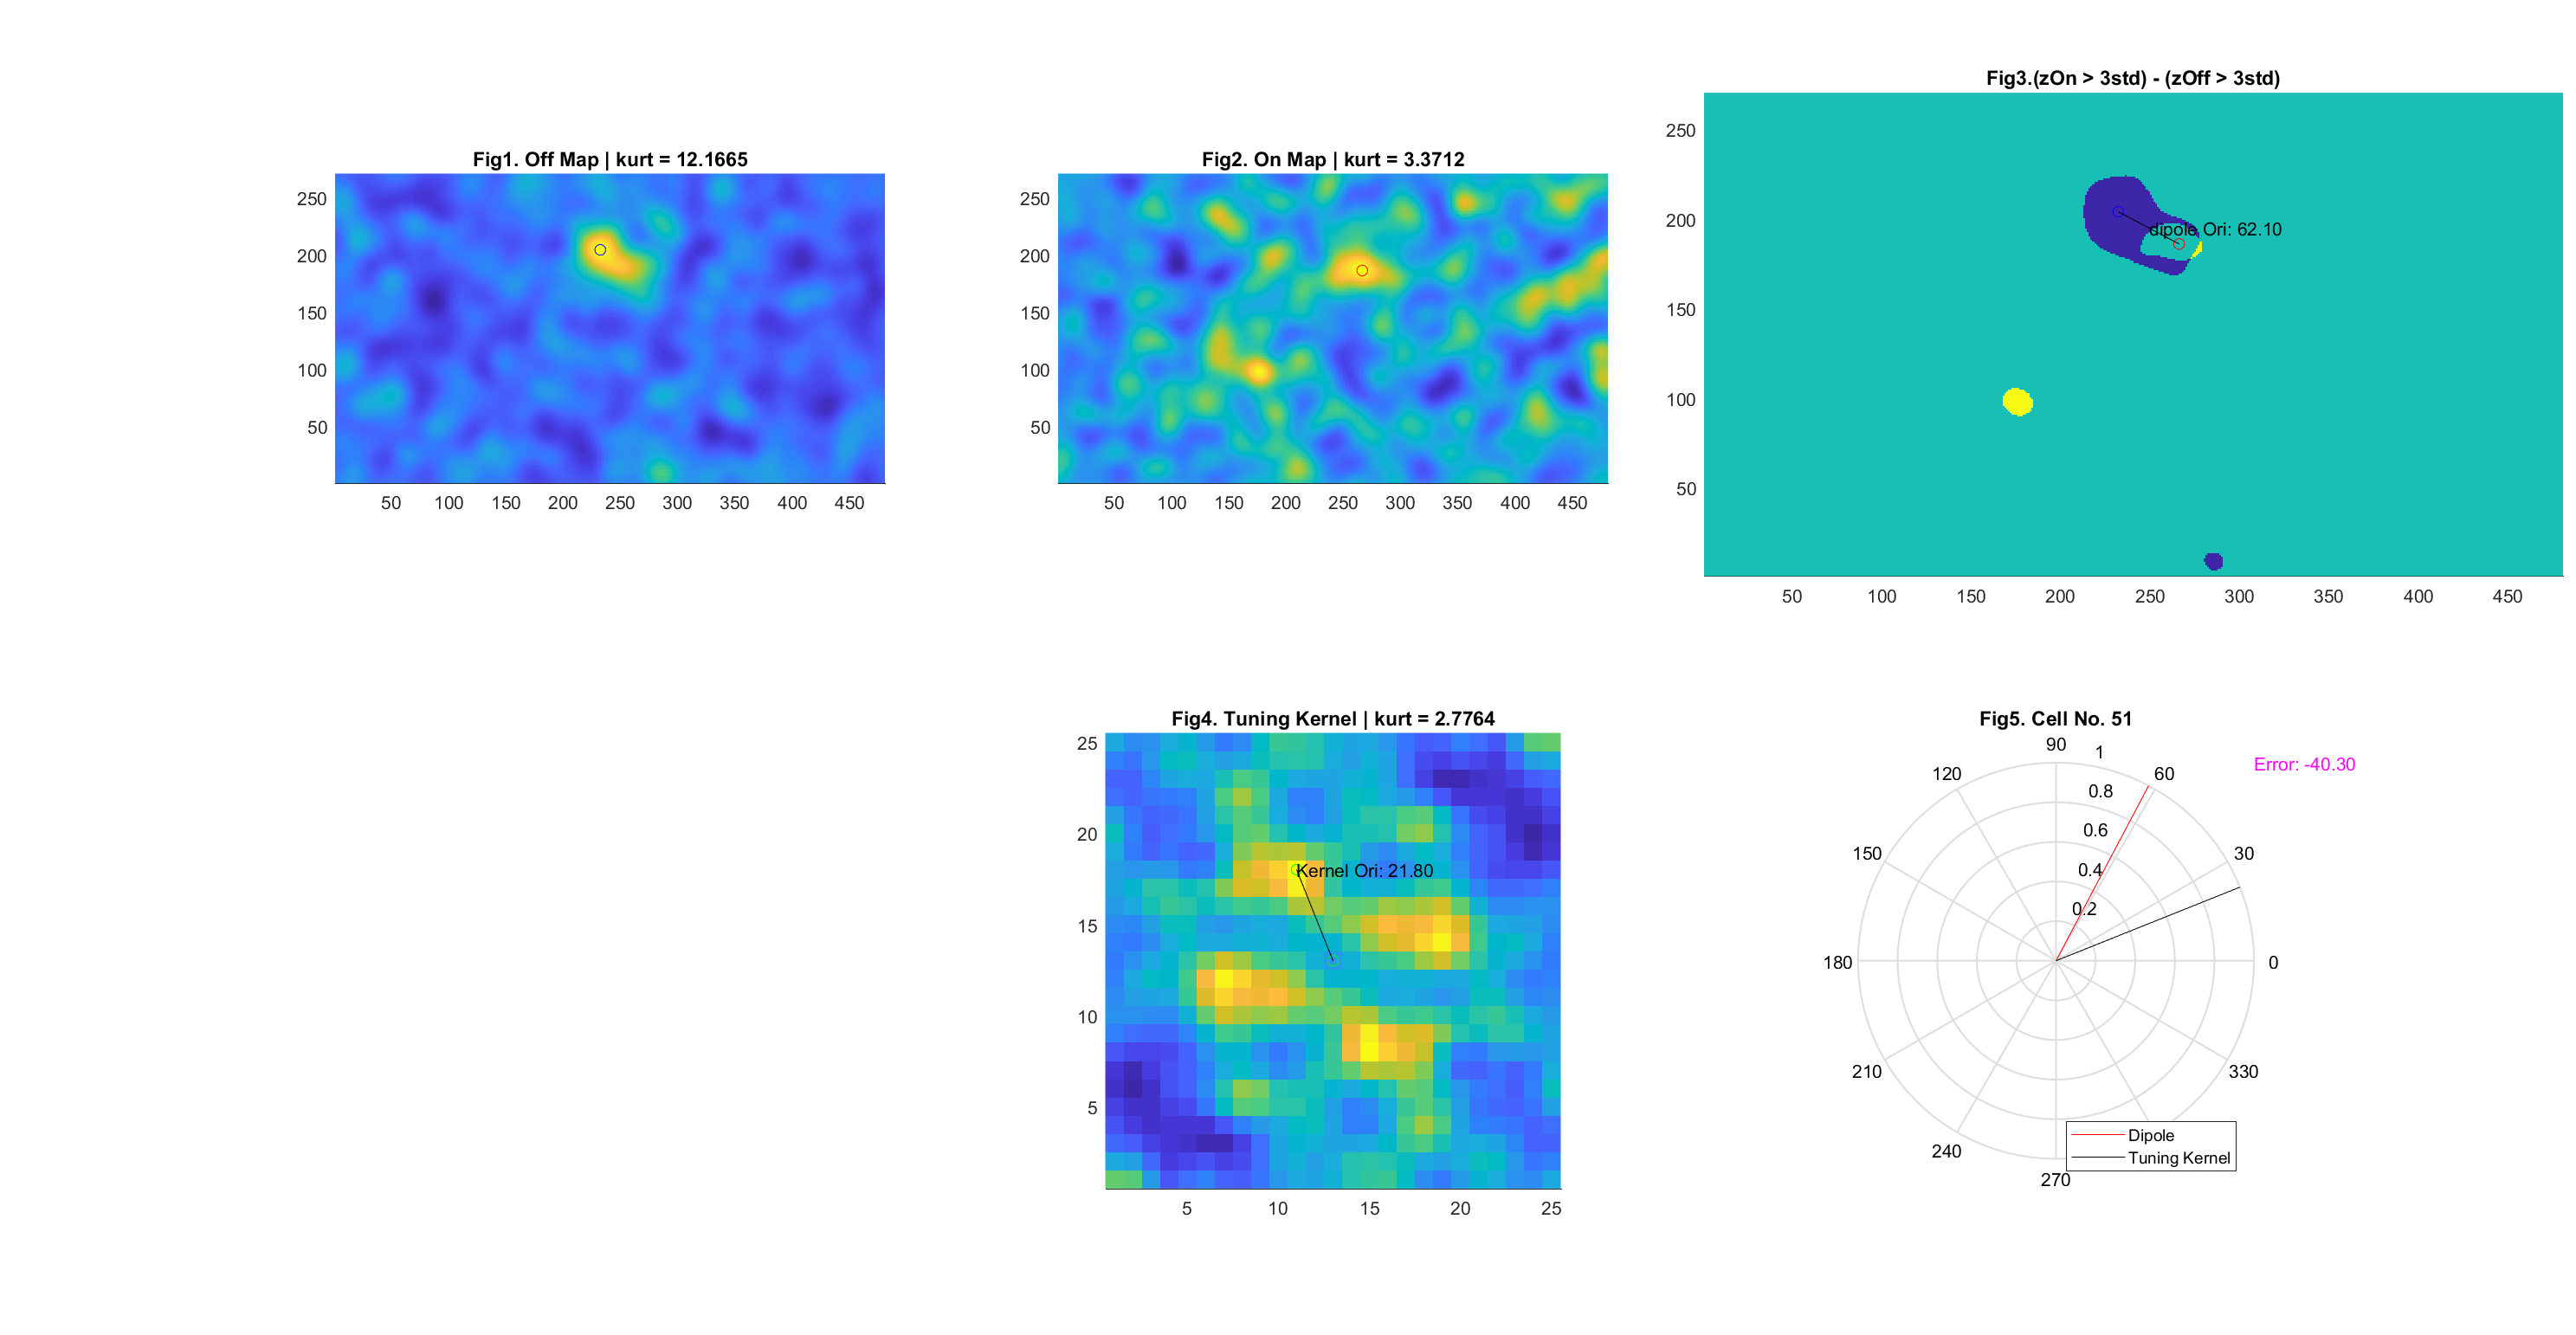 Fig1. Off Map | kurt = 12.1665
250
200
150
100
50
50 100 150 200 250 300 350 400 450
Fig2. On Map | kurt = 3.3712
250
200
150
100
50
50 100 150 200 250 300 350 400 450
Fig3.(zOn > 3std) - (zOff > 3std)
250
200
150
100
50
dipole Ori: 62.10
50 100 150 200 250 300 350 400 450
Fig4. Tuning Kernel | kurt = 2.7764
25
20
15
10
5
Kernel Ori: 21.80
5 10 15 20 25
Fig5. Cell No. 51
Error: -40.30
90
1
120
60
0.8
0.6
150
30
0.4
0.2
180
0
210
330
240
270
Dipole
Tuning Kernel